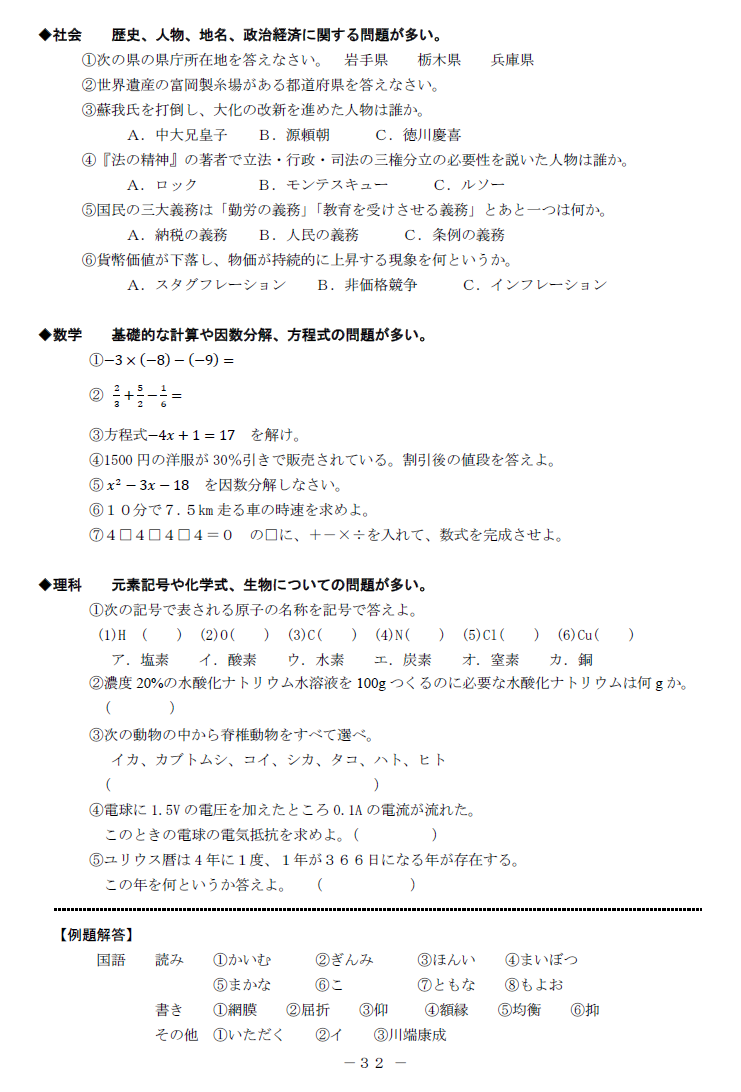 ◆社会　　歴史、人物、地名、政治経済に関する問題が多い。
①次の県の県庁所在地を答えなさい。　岩手県　　栃木県　　兵庫県
②世界遺産の富岡製糸場がある都道府県を答えなさい。
③蘇我氏を打倒し、大化の改新を進めた人物は誰か。
Ａ．中大兄皇子　　Ｂ．源頼朝　　　Ｃ．徳川慶喜
④『法の精神』の著者で立法・行政・司法の三権分立の必要性を説いた人物は誰か。
Ａ．ロック　　　　Ｂ．モンテスキュー　　　Ｃ．ルソー
⑤国民の三大義務は「勤労の義務」「教育を受けさせる義務」とあと一つは何か。
Ａ．納税の義務　　Ｂ．人民の義務　　　Ｃ．条例の義務
⑥貨幣価値が下落し、物価が持続的に上昇する現象を何というか。
Ａ．スタグフレーション　　Ｂ．非価格競争　　　Ｃ．インフレーション
◆数学　　基礎的な計算や因数分解、方程式の問題が多い。
①−3×(−8)−(−9)＝
② 2/3+5/2−1/6＝
③方程式−4x＋1＝17　を解け。
④1500円の洋服が30％引きで販売されている。割引後の値段を答えよ。
⑤x²−3x−18　を因数分解しなさい。
⑥１０分で７.５㎞走る車の時速を求めよ。
⑦４□４□４□４＝０　の□に、＋－×÷を入れて、数式を完成させよ。
◆理科　　元素記号や化学式、生物についての問題が多い。
①次の記号で表される原子の名称を記号で答えよ。
(1)H （　　） (2)O(　　) (3)C(　　) (4)N(　　) (5)Cl(　　) (6)Cu(　　)
ア．塩素　　イ．酸素　　ウ．水素　　エ．炭素　　オ．窒素　　カ．銅
②濃度20%の水酸化ナトリウム水溶液を100gつくるのに必要な水酸化ナトリウムは何ｇか。
（　　　　）
③次の動物の中から脊椎動物をすべて選べ。
イカ、カブトムシ、コイ、シカ、タコ、ハト、ヒト
（　　　　　　　　　　　　　　　　　　）
④電球に1.5Vの電圧を加えたところ0.1Aの電流が流れた。
このときの電球の電気抵抗を求めよ。（　　　　　）
⑤ユリウス暦は4年に１度、１年が３６６日になる年が存在する。
この年を何というか答えよ。　（　　　　　　）
【例題解答】
国語　　読み　　①かいむ　　　②ぎんみ　　　③ほんい　　④まいぼつ
⑤まかな　　　⑥こ　　　　　⑦ともな　　⑧もよお
書き　　①網膜　　②屈折　　③仰　　　④額縁　　⑤均衡　　⑥抑
その他　①いただく　　②イ　　③川端康成
－３２ －